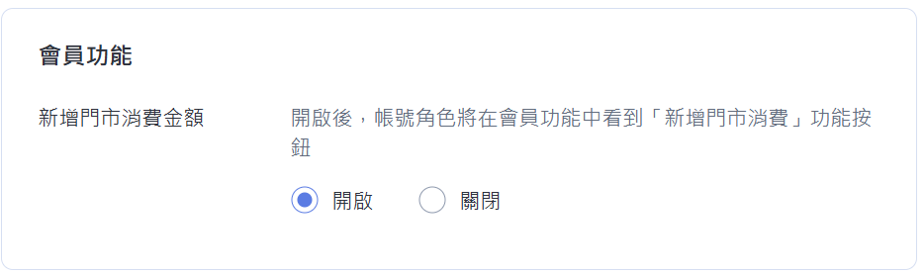 會員功能
新增門市消費金額
開啟後，帳號角色將在會員功能中看到「新增門市消費」功能按
鈕
開啟
關閉